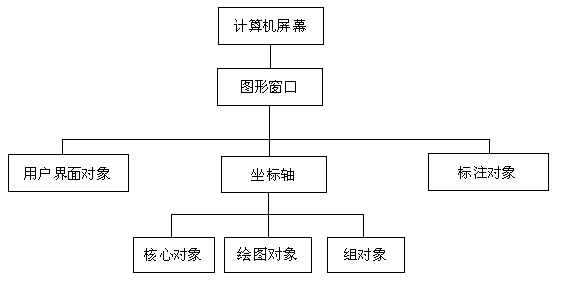 计算机屏幕
图形窗口
用户界面对象
坐标轴
标注对象
核心对象
绘图对象
组对象